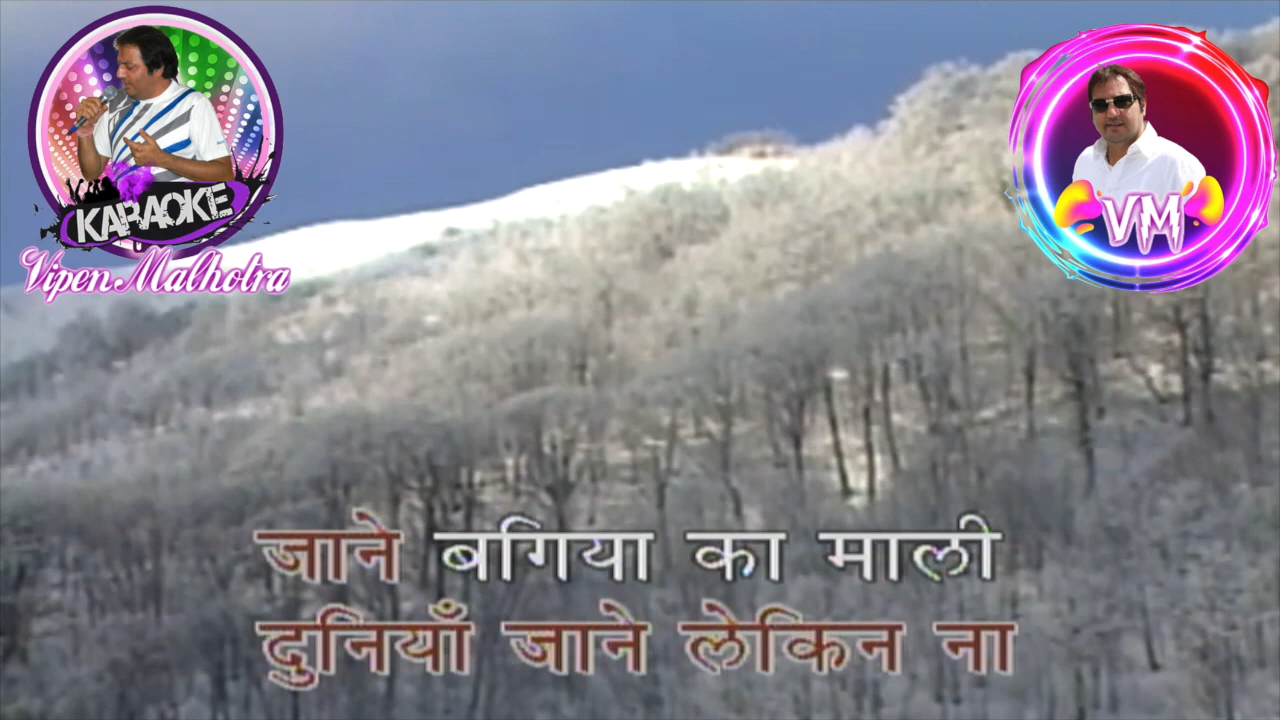 KARAOKE
Vipen Malhotra
VM
जाने बगिया का माली
दुनियाँ जाने लेकिन ना